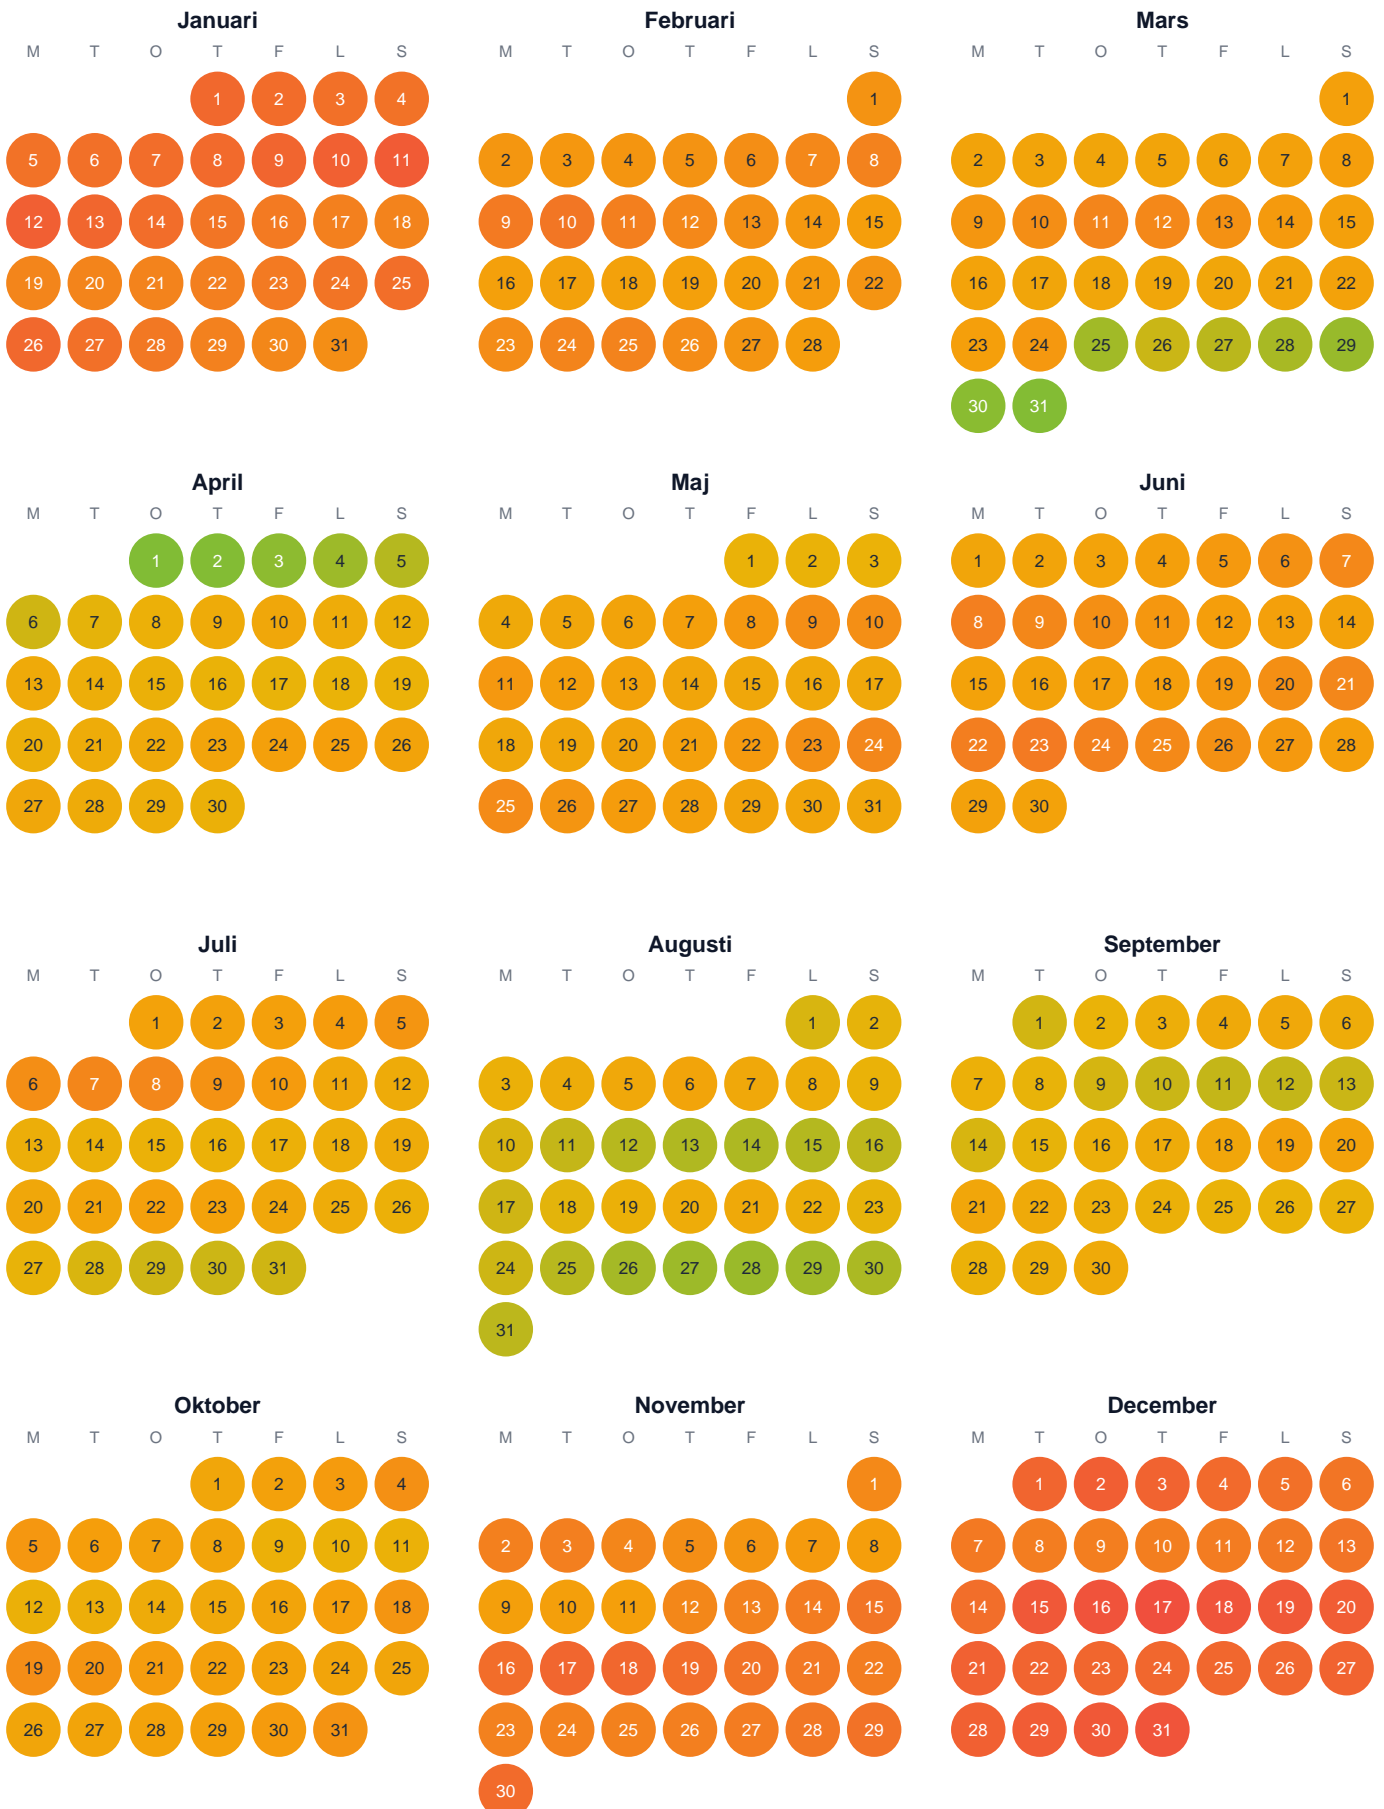 Januari Februari Mars
M T O T F L S M T O T F L S M T O T F L S
1 2 3 4 1 1
5 6 7 8 9 10 11 2 3 4 5 6 7 8 2 3 4 5 6 7 8
12 13 14 15 16 17 18 9 10 11 12 13 14 15 9 10 11 12 13 14 15
19 20 21 22 23 24 25 16 17 18 19 20 21 22 16 17 18 19 20 21 22
26 27 28 29 30 31 23 24 25 26 27 28 23 24 25 26 27 28 29
30 31
April Maj Juni
M T O T F L S M T O T F L S M T O T F L S
1 2 3 4 5 1 2 3 1 2 3 4 5 6 7
6 7 8 9 10 11 12 4 5 6 7 8 9 10 8 9 10 11 12 13 14
13 14 15 16 17 18 19 11 12 13 14 15 16 17 15 16 17 18 19 20 21
20 21 22 23 24 25 26 18 19 20 21 22 23 24 22 23 24 25 26 27 28
27 28 29 30 25 26 27 28 29 30 31 29 30
Juli Augusti September
M T O T F L S M T O T F L S M T O T F L S
1 2 3 4 5 1 2 1 2 3 4 5 6
6 7 8 9 10 11 12 3 4 5 6 7 8 9 7 8 9 10 11 12 13
13 14 15 16 17 18 19 10 11 12 13 14 15 16 14 15 16 17 18 19 20
20 21 22 23 24 25 26 17 18 19 20 21 22 23 21 22 23 24 25 26 27
27 28 29 30 31 24 25 26 27 28 29 30 28 29 30
31
Oktober November December
M T O T F L S M T O T F L S M T O T F L S
1 2 3 4 1 1 2 3 4 5 6
5 6 7 8 9 10 11 2 3 4 5 6 7 8 7 8 9 10 11 12 13
12 13 14 15 16 17 18 9 10 11 12 13 14 15 14 15 16 17 18 19 20
19 20 21 22 23 24 25 16 17 18 19 20 21 22 21 22 23 24 25 26 27
26 27 28 29 30 31 23 24 25 26 27 28 29 28 29 30 31
30